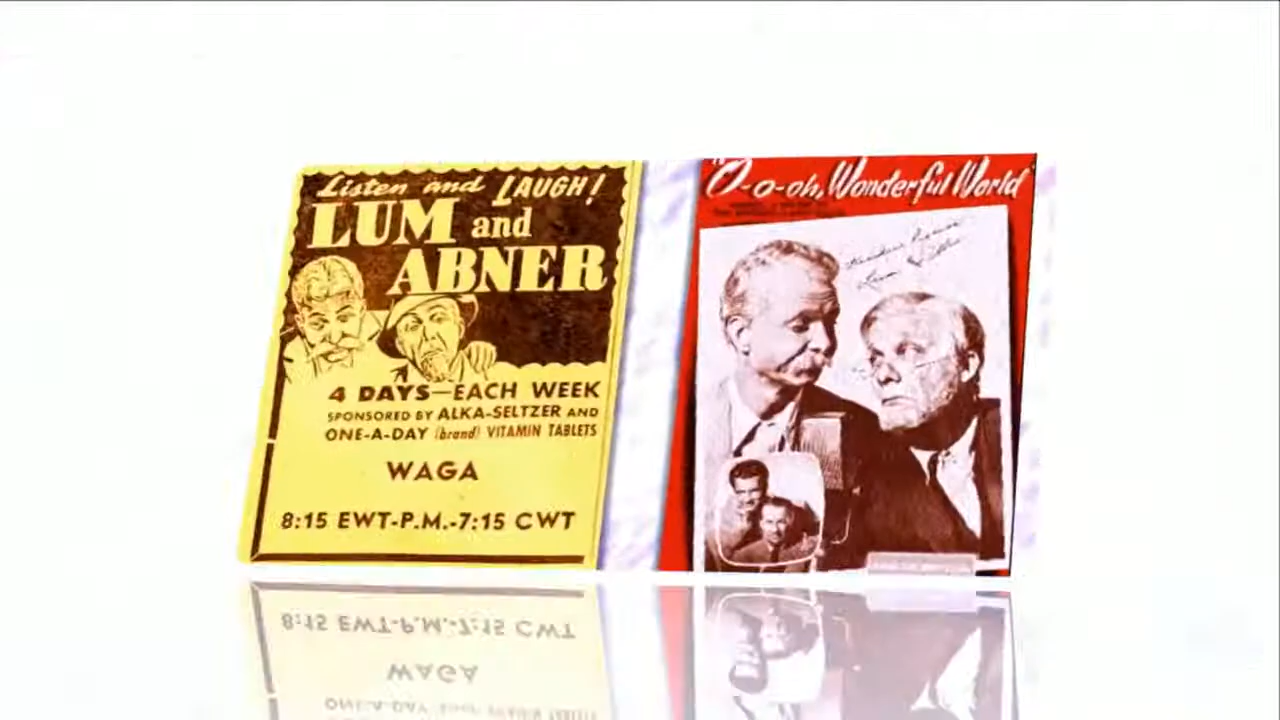 Listen and LAUGH!
LUM and
ABNER
4 DAYS—EACH WEEK
SPONSORED BY ALKA-SELTZER AND
ONE-A-DAY (brand) VITAMIN TABLETS
WAGA
8:15 EWT-P.M.-7:15 CWT
"O-o-oh, Wonderful World